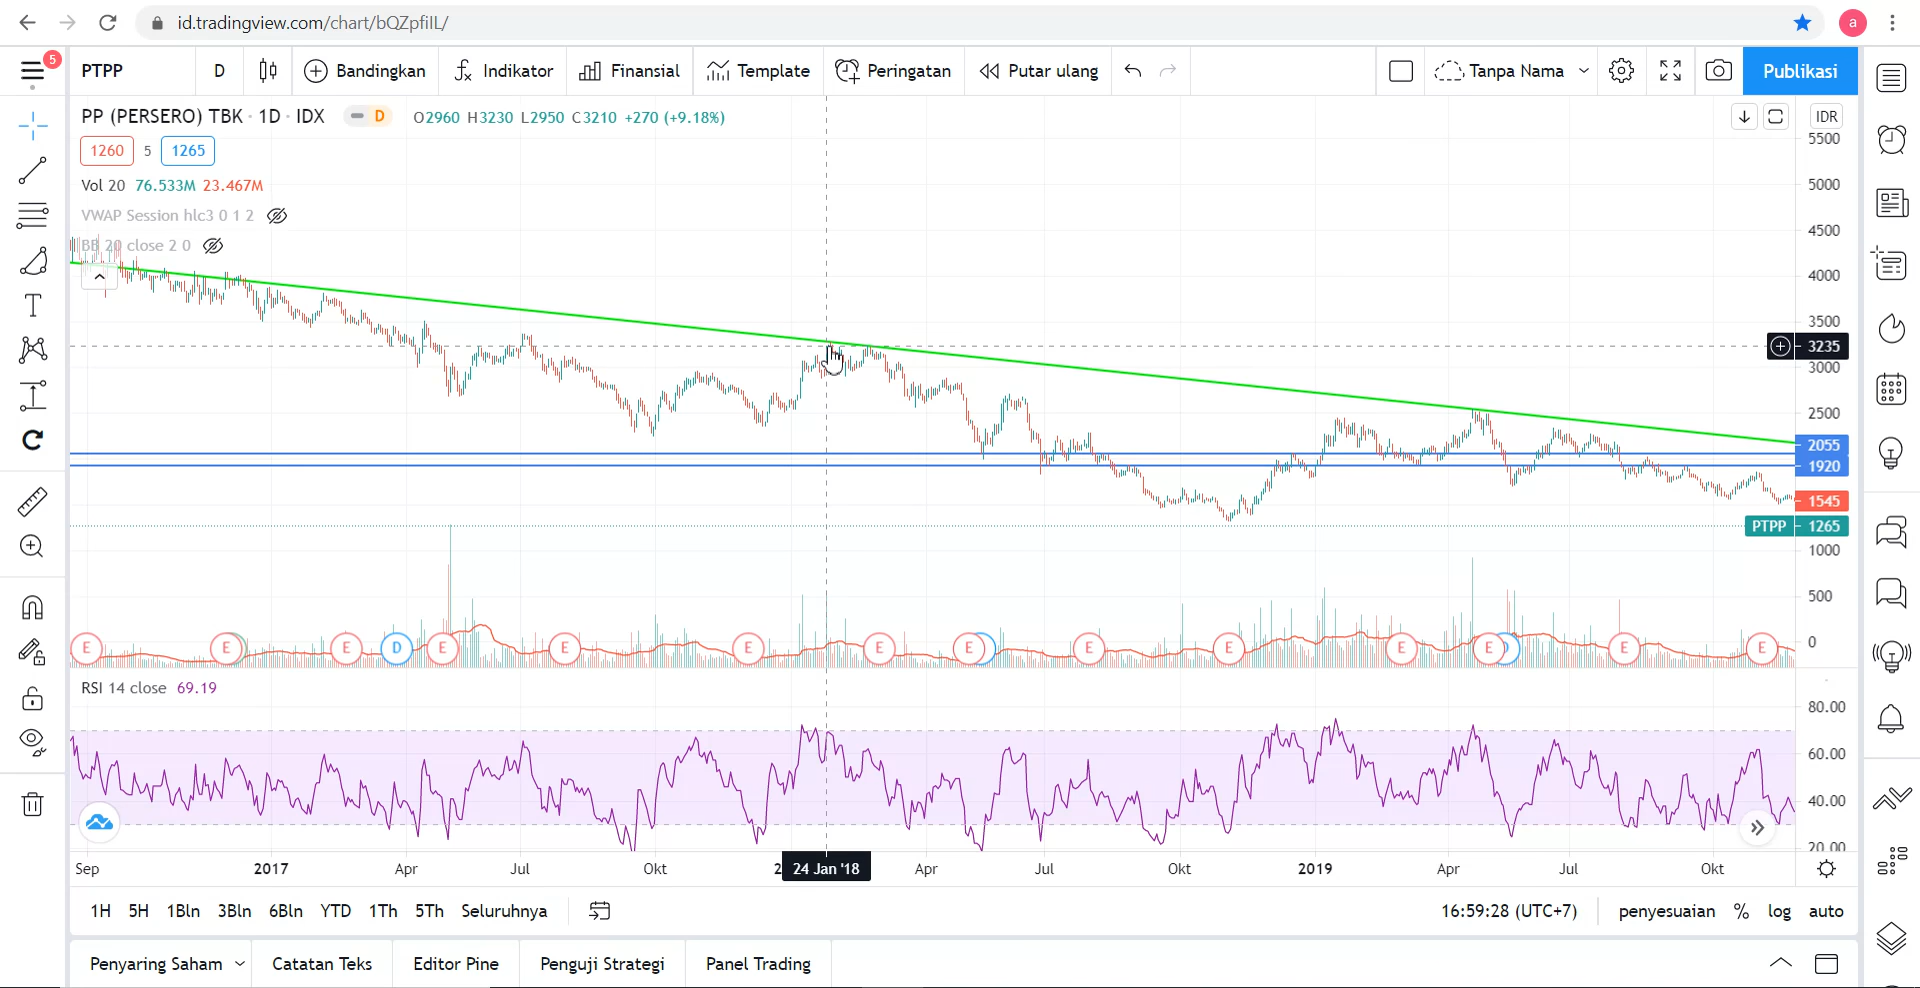 id.tradingview.com/chart/bQZpfiIL/
a
5
PTPP D Bandingkan Indikator Finansial Template Peringatan Putar ulang Tanpa Nama Publikasi
PP (PERSERO) TBK · 1D · IDX D O2960 H3230 L2950 C3210 +270 (+9.18%)
IDR
1260 5 1265
Vol 20 76.533M 23.467M
VWAP Session hlc3 0 1 2
BB 20 close 2 0
5500
5000
4500
4000
3500
3235
3000
2500
2055
1920
1545
PTPP 1265
1000
500
0
E E E D E E E E E E E E E E E
RSI 14 close 69.19
80.00
60.00
40.00
20.00
Sep 2017 Apr Jul Okt 24 Jan '18 Apr Jul Okt 2019 Apr Jul Okt
1H 5H 1Bln 3Bln 6Bln YTD 1Th 5Th Seluruhnya
16:59:28 (UTC+7) penyesuaian % log auto
Penyaring Saham Catatan Teks Editor Pine Penguji Strategi Panel Trading